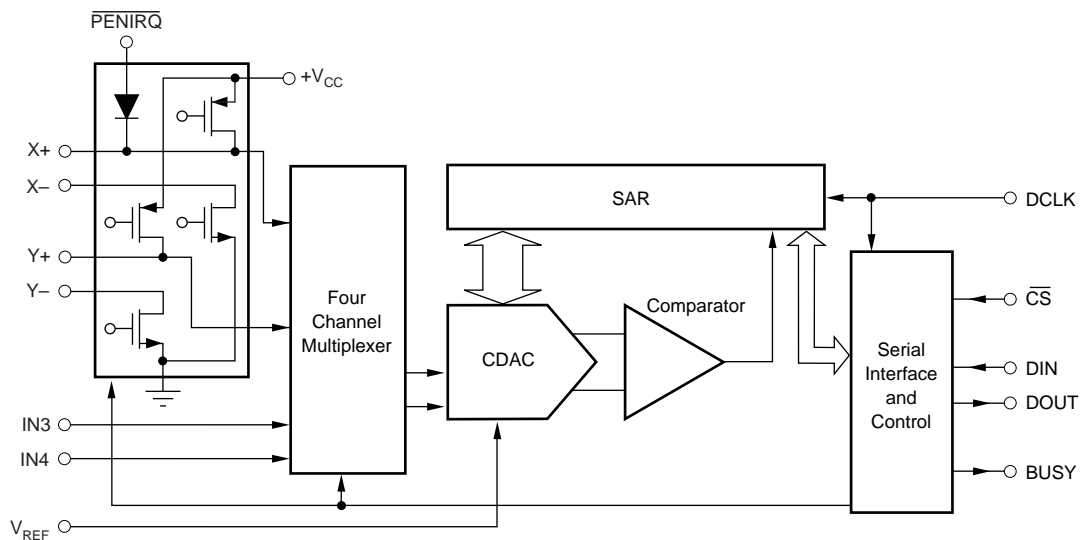 PENIRQ
+VCC
X+
X–
Y+
Y–
IN3
IN4
VREF
Four
Channel
Multiplexer
SAR
CDAC
Comparator
Serial
Interface
and
Control
DCLK
CS
DIN
DOUT
BUSY